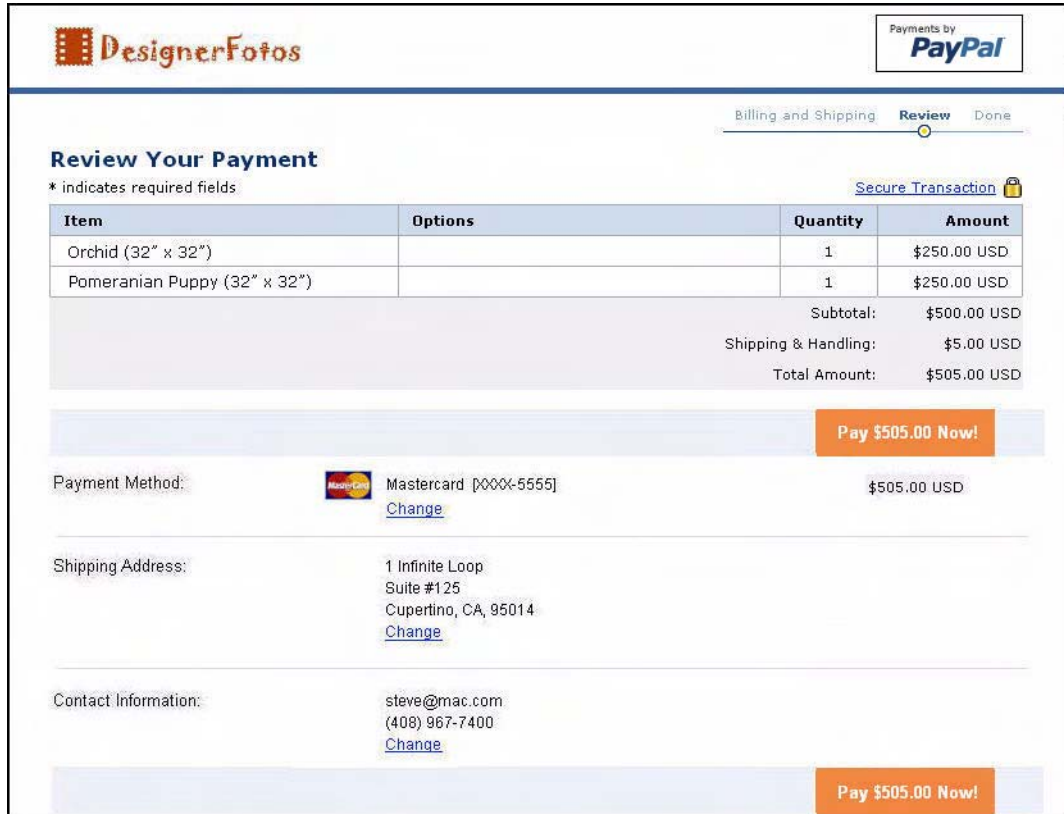 DesignerFotos
Payments by
PayPal
Billing and Shipping Review Done
Review Your Payment
* indicates required fields
Secure Transaction
Item Options Quantity Amount
Orchid (32" x 32") 1 $250.00 USD
Pomeranian Puppy (32" x 32") 1 $250.00 USD
Subtotal: $500.00 USD
Shipping & Handling: $5.00 USD
Total Amount: $505.00 USD
Pay $505.00 Now!
Payment Method: MasterCard Mastercard [XXXX-5555] $505.00 USD
Change
Shipping Address: 1 Infinite Loop
Suite #125
Cupertino, CA, 95014
Change
Contact Information: steve@mac.com
(408) 967-7400
Change
Pay $505.00 Now!